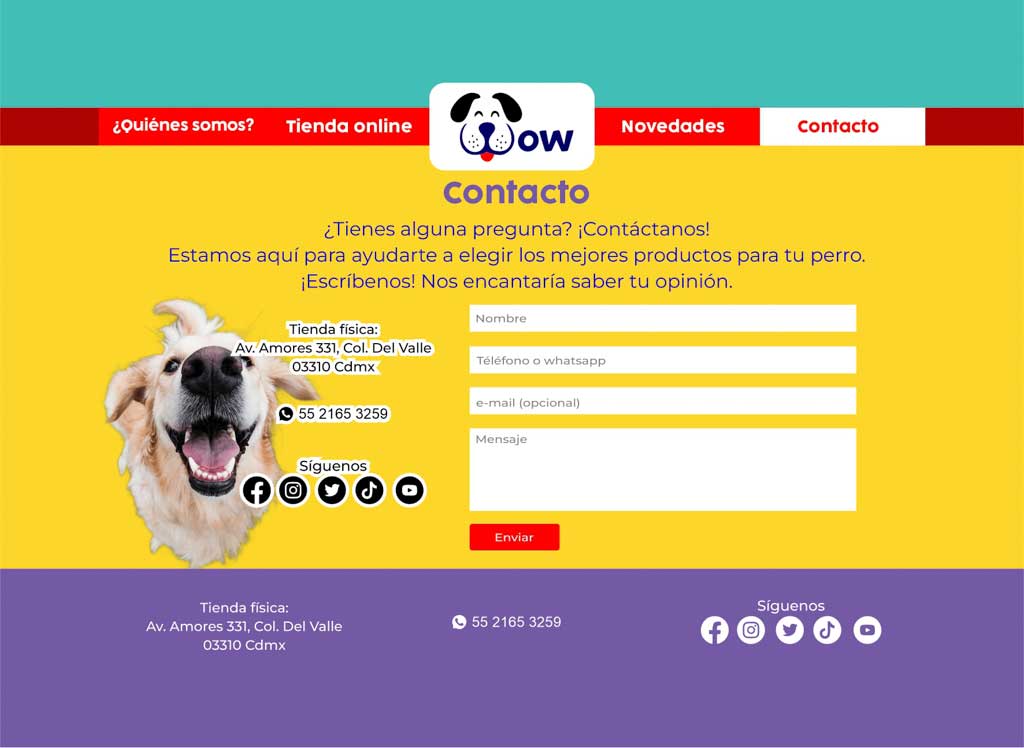 ¿Quiénes somos?
Tienda online
Wow
Novedades
Contacto
Contacto
¿Tienes alguna pregunta? ¡Contáctanos!
Estamos aquí para ayudarte a elegir los mejores productos para tu perro.
¡Escríbenos! Nos encantaría saber tu opinión.
Tienda física:
Av. Amores 331, Col. Del Valle
03310 Cdmx
55 2165 3259
Síguenos
Nombre
Téléfono o whatsapp
e-mail (opcional)
Mensaje
Enviar
Tienda física:
Av. Amores 331, Col. Del Valle
03310 Cdmx
55 2165 3259
Síguenos